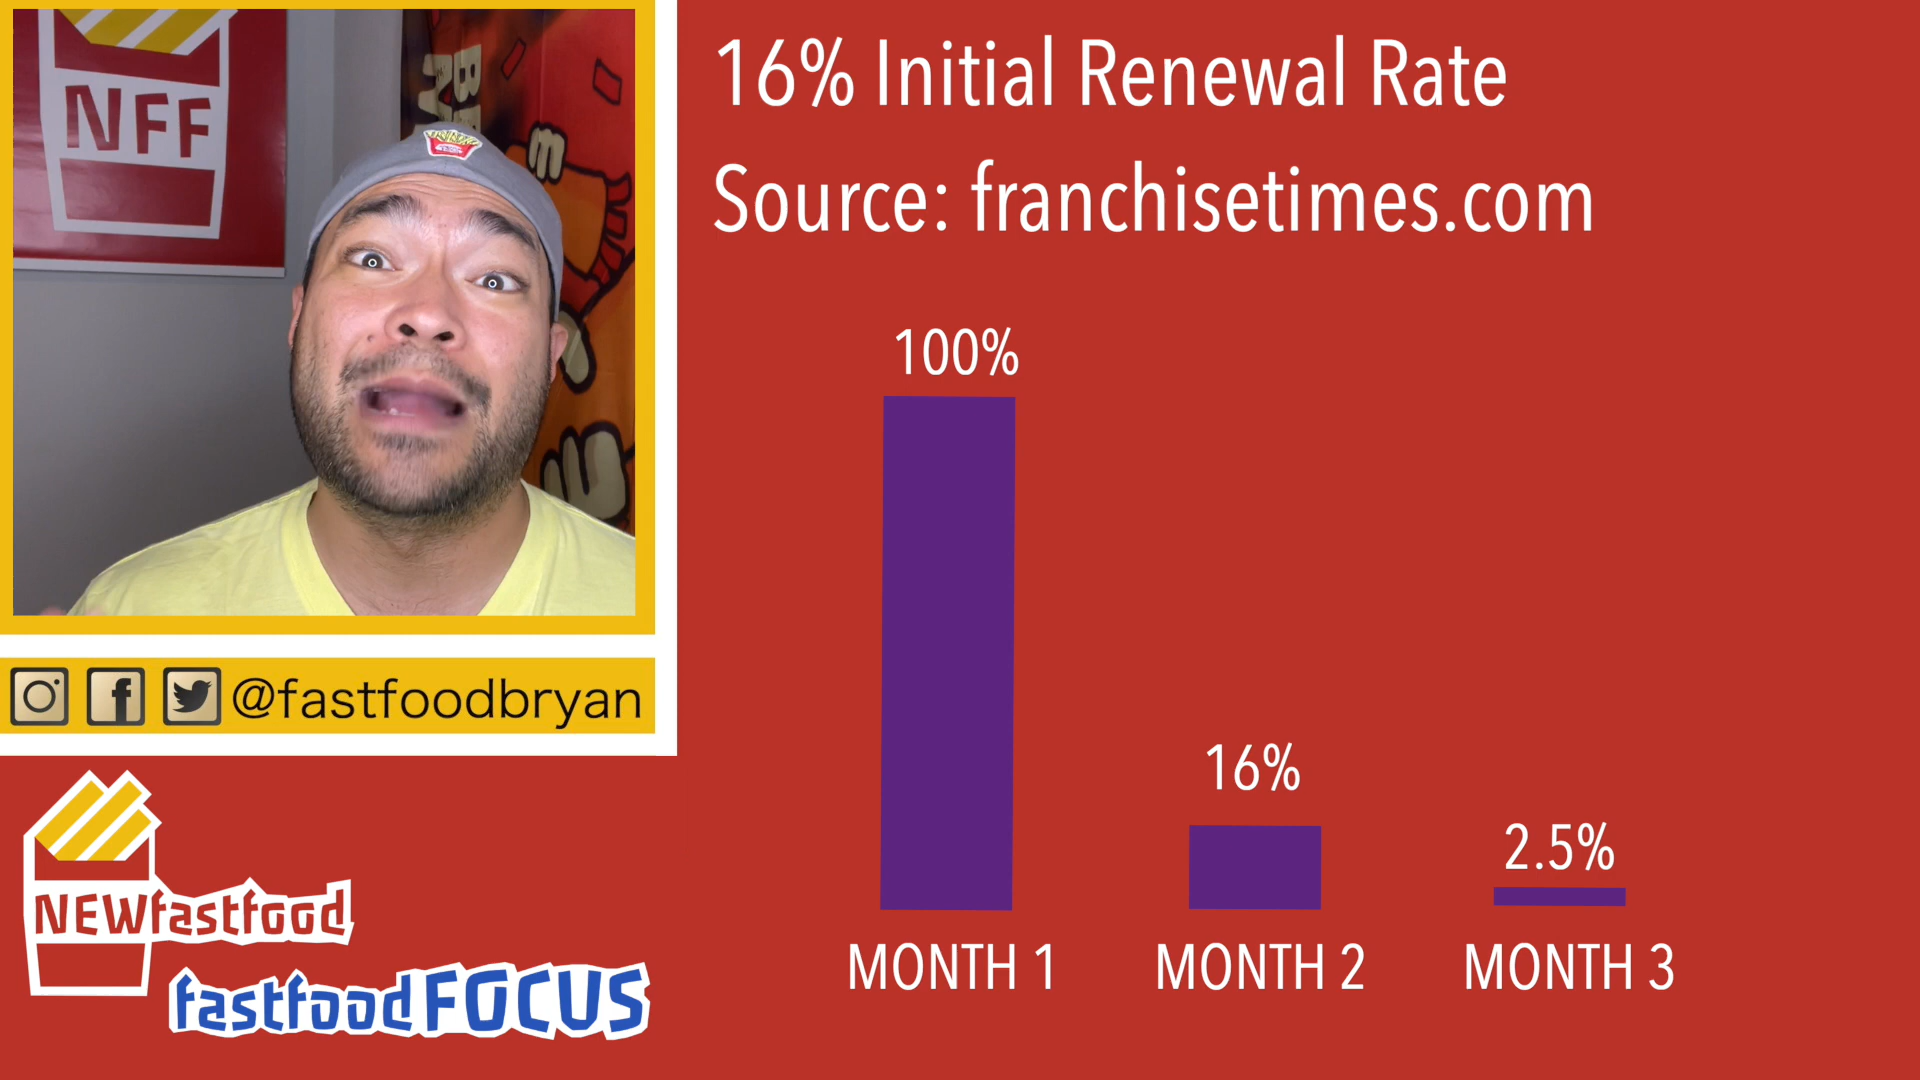 NFF
16% Initial Renewal Rate
Source: franchisetimes.com
100%
16%
2.5%
MONTH 1 MONTH 2 MONTH 3
@fastfoodbryan
NEWfastfood
fastfoodFOCUS